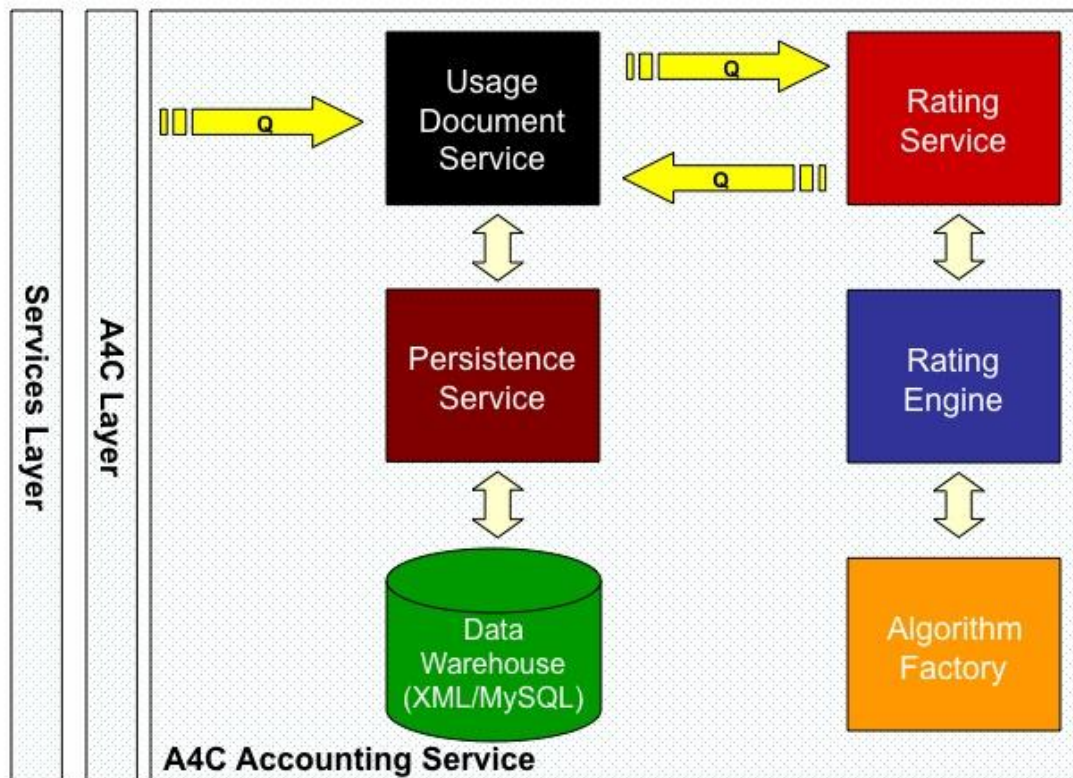 Services Layer
A4C Layer
Q
Usage
Document
Service
Q
Q
Rating
Service
Persistence
Service
Rating
Engine
Data
Warehouse
(XML/MySQL)
Algorithm
Factory
A4C Accounting Service